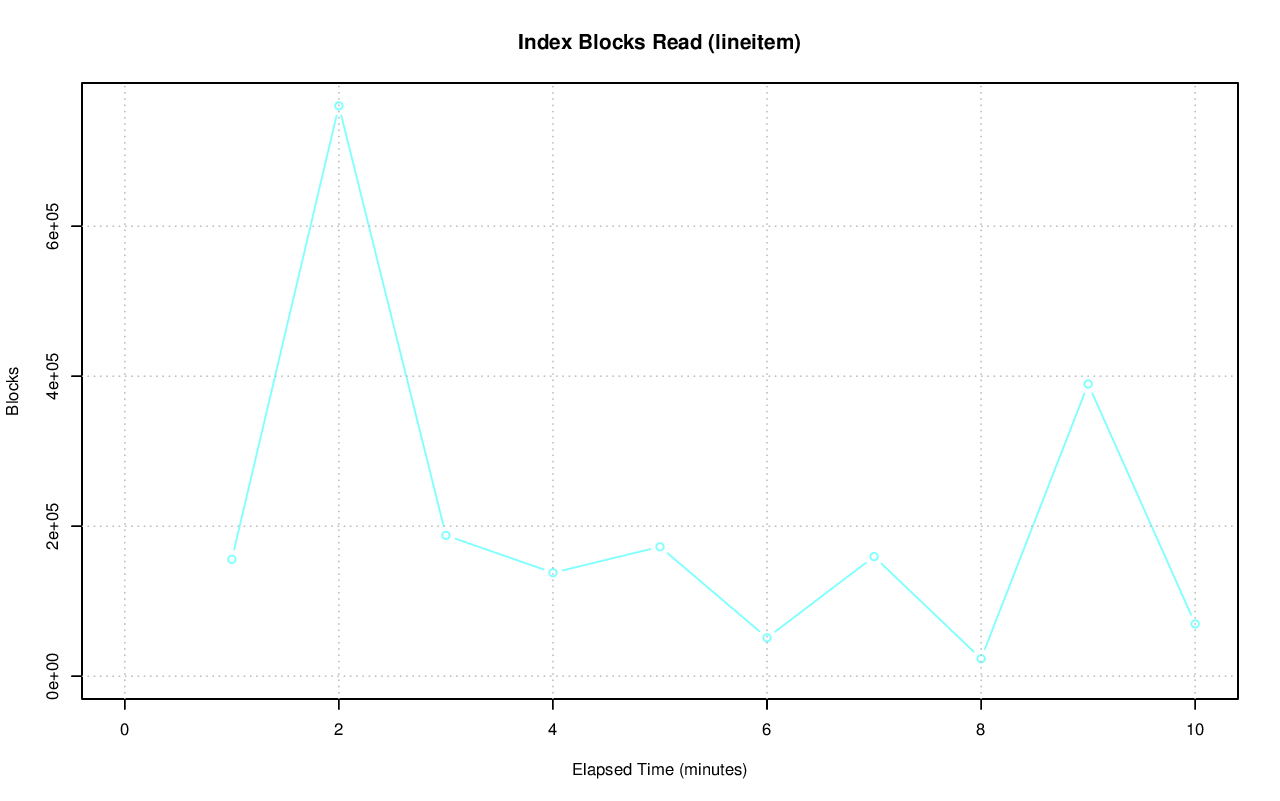 Index Blocks Read (lineitem)
Blocks
6e+05
4e+05
2e+05
0e+00
0 2 4 6 8 10
Elapsed Time (minutes)